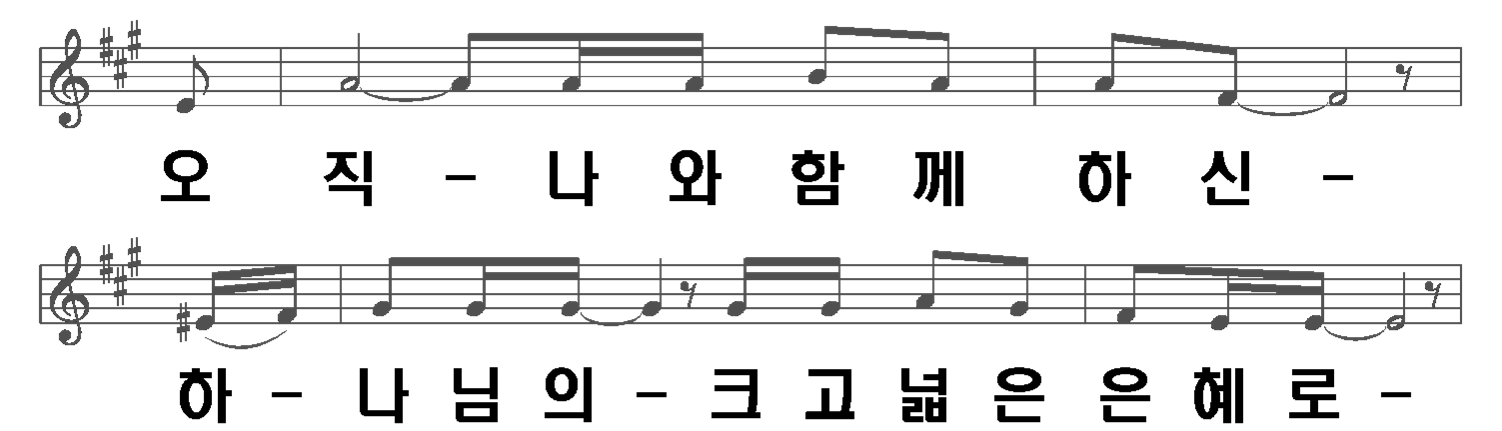 오 직 - 나 와 함 께 하 신 -
하 - 나 님 의 - 크 고 넓 은 은 혜 로 -